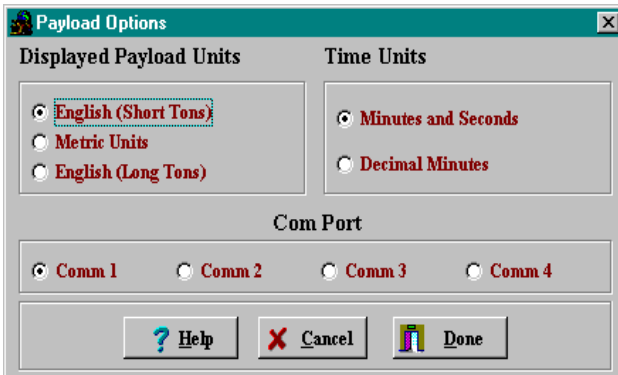 Payload Options
Displayed Payload Units
Time Units
English (Short Tons)
Metric Units
English (Long Tons)
Minutes and Seconds
Decimal Minutes
Com Port
Comm 1 Comm 2 Comm 3 Comm 4
Help Cancel Done